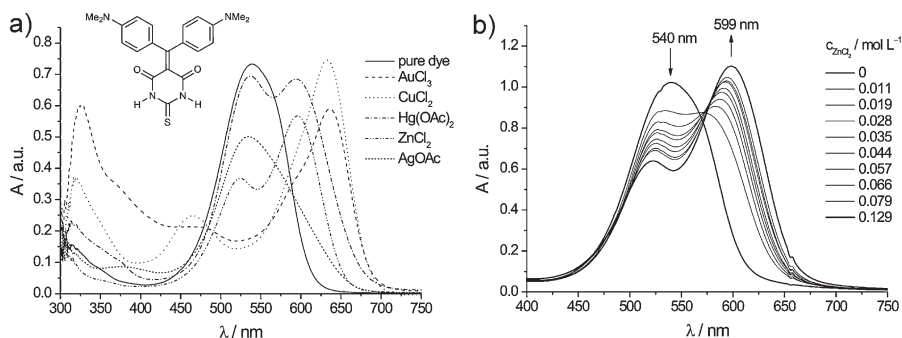 a)
Me₂N
NMe₂
O
O
H
N
N
H
S
pure dye
AuCl₃
CuCl₂
Hg(OAc)₂
ZnCl₂
AgOAc
A / a.u.
0.8
0.7
0.6
0.5
0.4
0.3
0.2
0.1
0.0
300 350 400 450 500 550 600 650 700 750
λ / nm
b)
540 nm
599 nm
c_ZnCl₂ / mol L⁻¹
0
0.011
0.019
0.028
0.035
0.044
0.057
0.066
0.079
0.129
A / a.u.
1.2
1.0
0.8
0.6
0.4
0.2
0.0
400 450 500 550 600 650 700 750
λ / nm